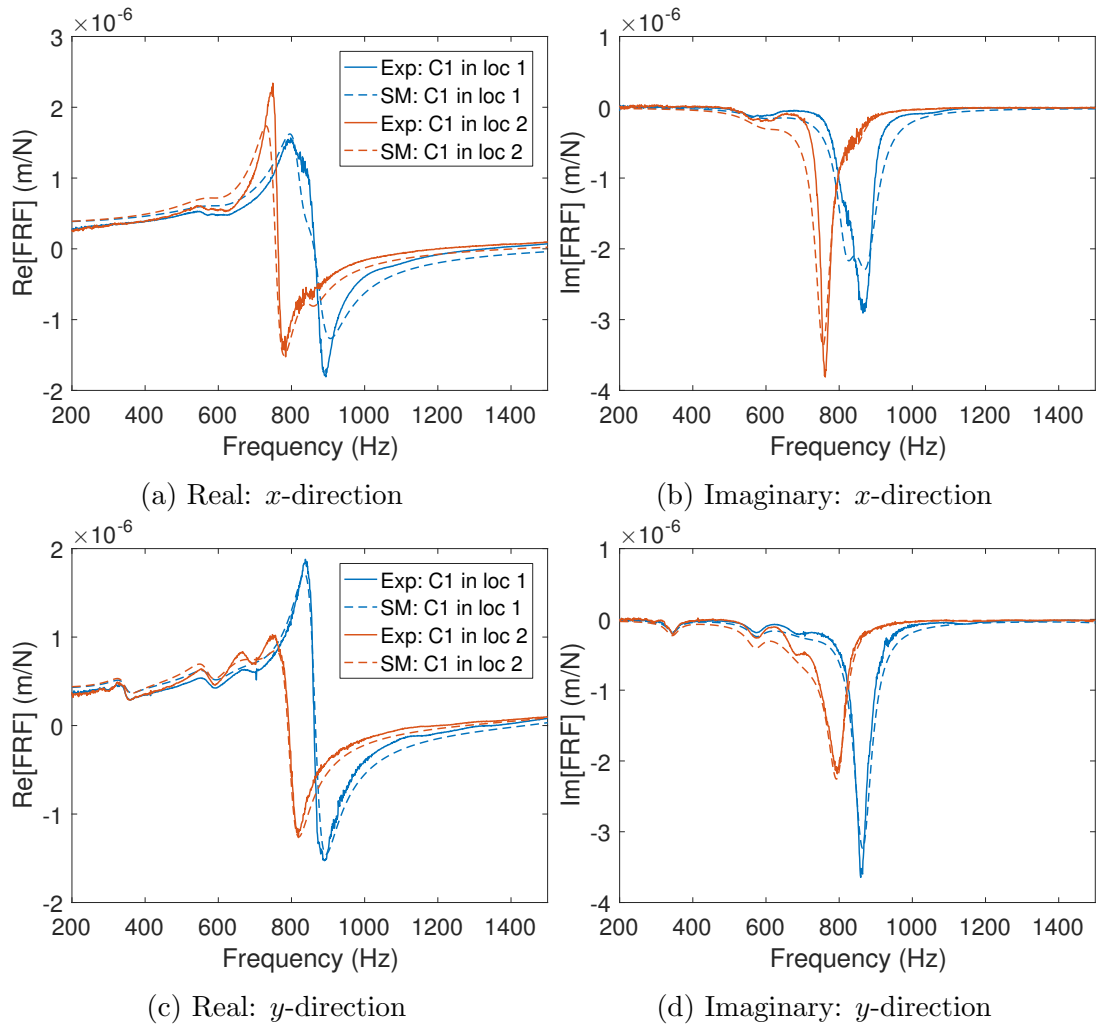 ×10⁻⁶
3
2
1
0
-1
-2
Re[FRF] (m/N)
200 400 600 800 1000 1200 1400
Frequency (Hz)
Exp: C1 in loc 1
SM: C1 in loc 1
Exp: C1 in loc 2
SM: C1 in loc 2
(a) Real: x-direction
×10⁻⁶
1
0
-1
-2
-3
-4
Im[FRF] (m/N)
200 400 600 800 1000 1200 1400
Frequency (Hz)
(b) Imaginary: x-direction
×10⁻⁶
2
1
0
-1
-2
Re[FRF] (m/N)
200 400 600 800 1000 1200 1400
Frequency (Hz)
Exp: C1 in loc 1
SM: C1 in loc 1
Exp: C1 in loc 2
SM: C1 in loc 2
(c) Real: y-direction
×10⁻⁶
1
0
-1
-2
-3
-4
Im[FRF] (m/N)
200 400 600 800 1000 1200 1400
Frequency (Hz)
(d) Imaginary: y-direction